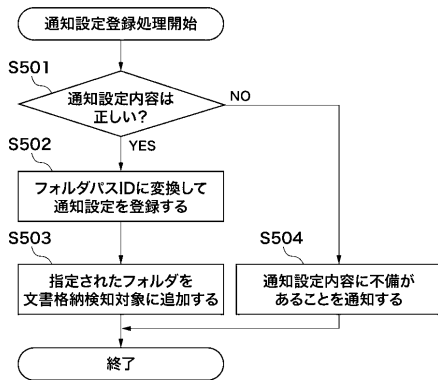 通知設定登録処理開始
S501
通知設定内容は
正しい？
NO
YES
S502
フォルダパスIDに変換して
通知設定を登録する
S503
指定されたフォルダを
文書格納検知対象に追加する
S504
通知設定内容に不備が
あることを通知する
終了